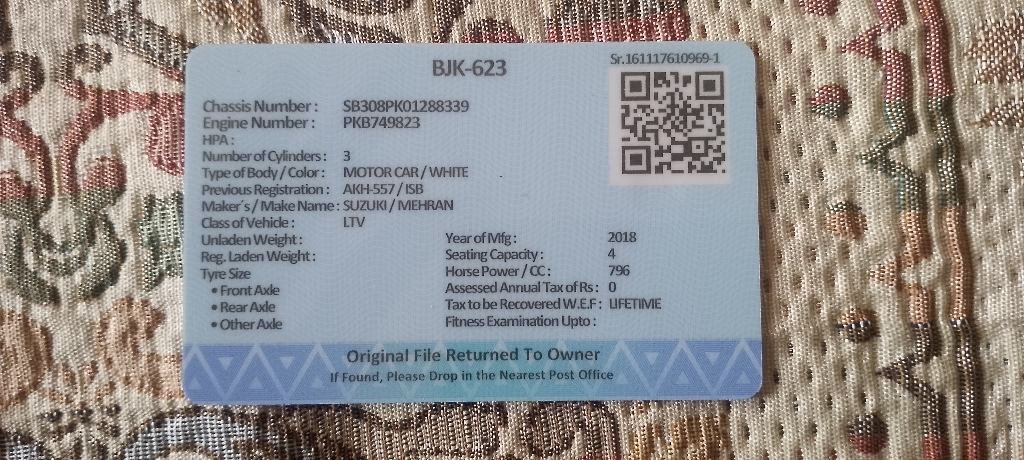 BJK-623
Sr.161117610969-1
Chassis Number : SB308PK01288339
Engine Number : PKB749823
HPA :
Number of Cylinders : 3
Type of Body / Color : MOTOR CAR / WHITE
Previous Registration : AKH-557 / ISB
Maker's / Make Name : SUZUKI / MEHRAN
Class of Vehicle : LTV
Unladen Weight : Year of Mfg : 2018
Reg. Laden Weight : Seating Capacity : 4
Tyre Size Horse Power / CC : 796
• Front Axle Assessed Annual Tax of Rs : 0
• Rear Axle Tax to be Recovered W.E.F : LIFETIME
• Other Axle Fitness Examination Upto :
Original File Returned To Owner
If Found, Please Drop in the Nearest Post Office